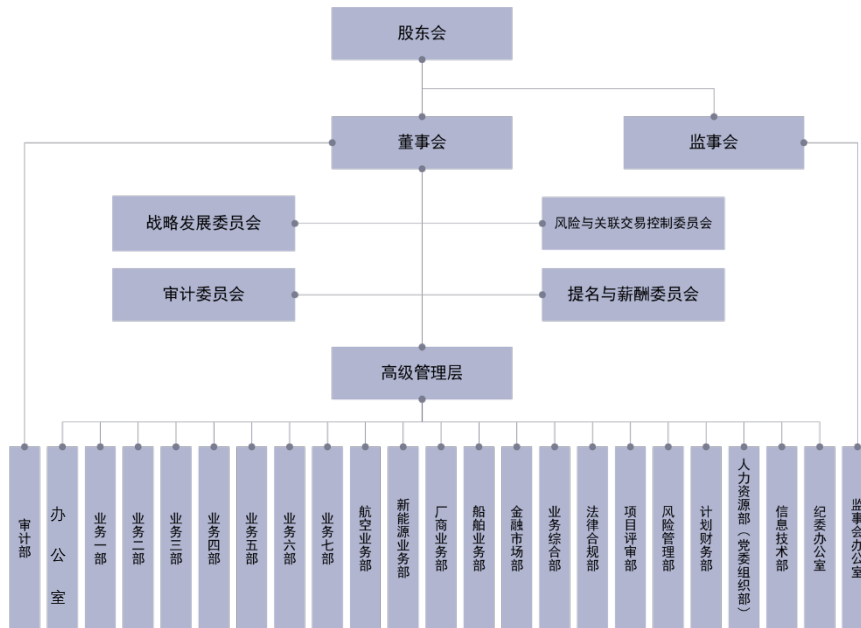 股东会
董事会
监事会
战略发展委员会
风险与关联交易控制委员会
审计委员会
提名与薪酬委员会
高级管理层
审计部
办公室
业务一部
业务二部
业务三部
业务四部
业务五部
业务六部
业务七部
航空业务部
新能源业务部
厂商业务部
船舶业务部
金融市场部
业务综合部
法律合规部
项目评审部
风险管理部
计划财务部
人力资源部（党委组织部）
信息技术部
纪委办公室
监事会办公室